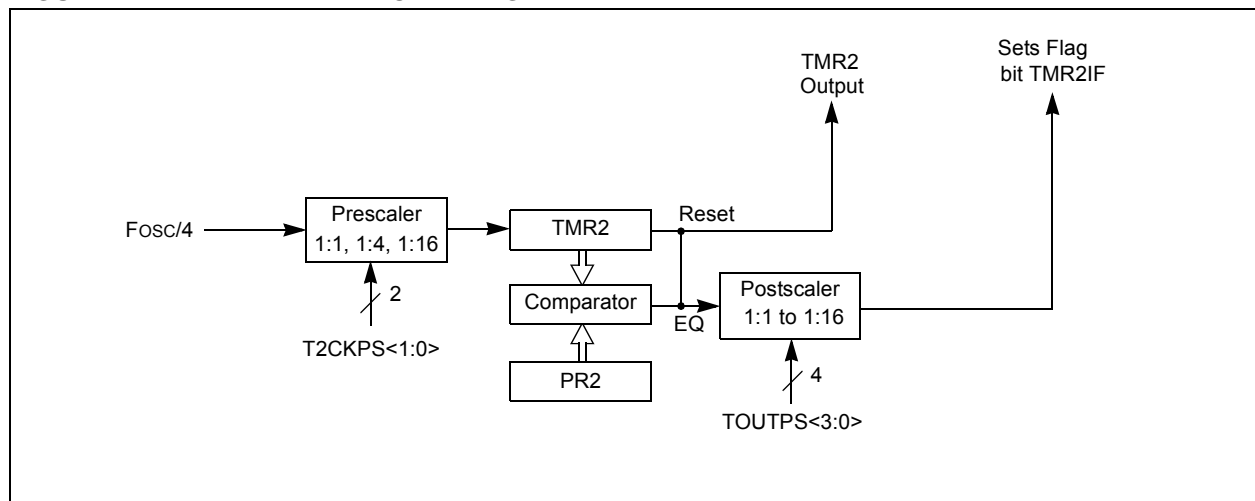 TMR2
Output
Sets Flag
bit TMR2IF
Fosc/4
Prescaler
1:1, 1:4, 1:16
2
T2CKPS<1:0>
TMR2
Reset
Comparator
EQ
PR2
Postscaler
1:1 to 1:16
4
TOUTPS<3:0>